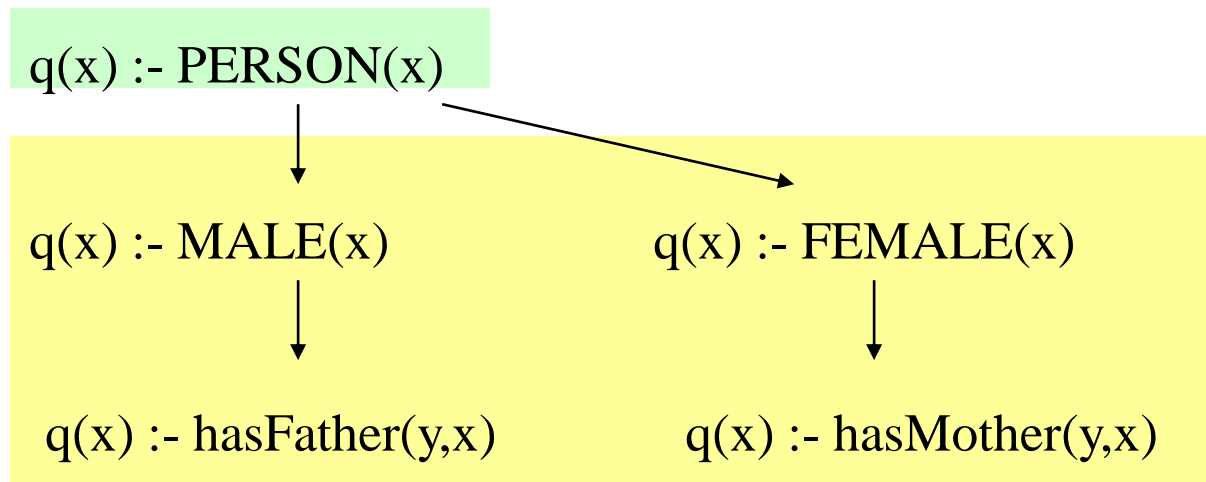 q(x) :- PERSON(x)
q(x) :- MALE(x)
q(x) :- FEMALE(x)
q(x) :- hasFather(y,x)
q(x) :- hasMother(y,x)